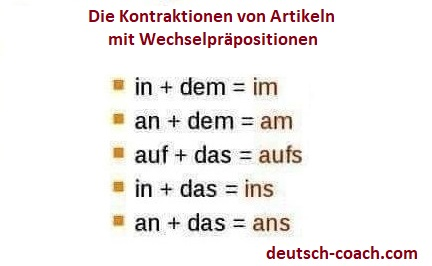 Die Kontraktionen von Artikeln
mit Wechselpräpositionen
in + dem = im
an + dem = am
auf + das = aufs
in + das = ins
an + das = ans
deutsch-coach.com